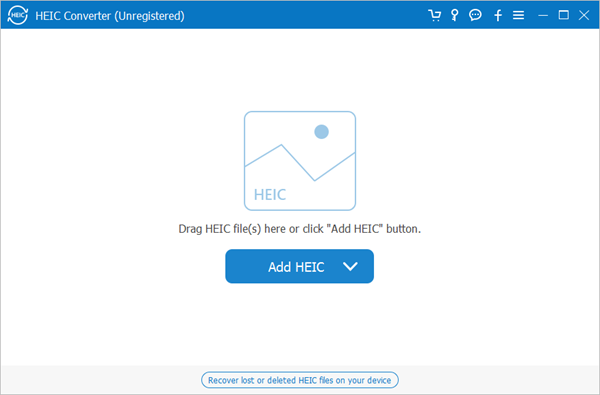 HEIC
HEIC Converter (Unregistered)
HEIC
Drag HEIC file(s) here or click "Add HEIC" button.
Add HEIC
Recover lost or deleted HEIC files on your device